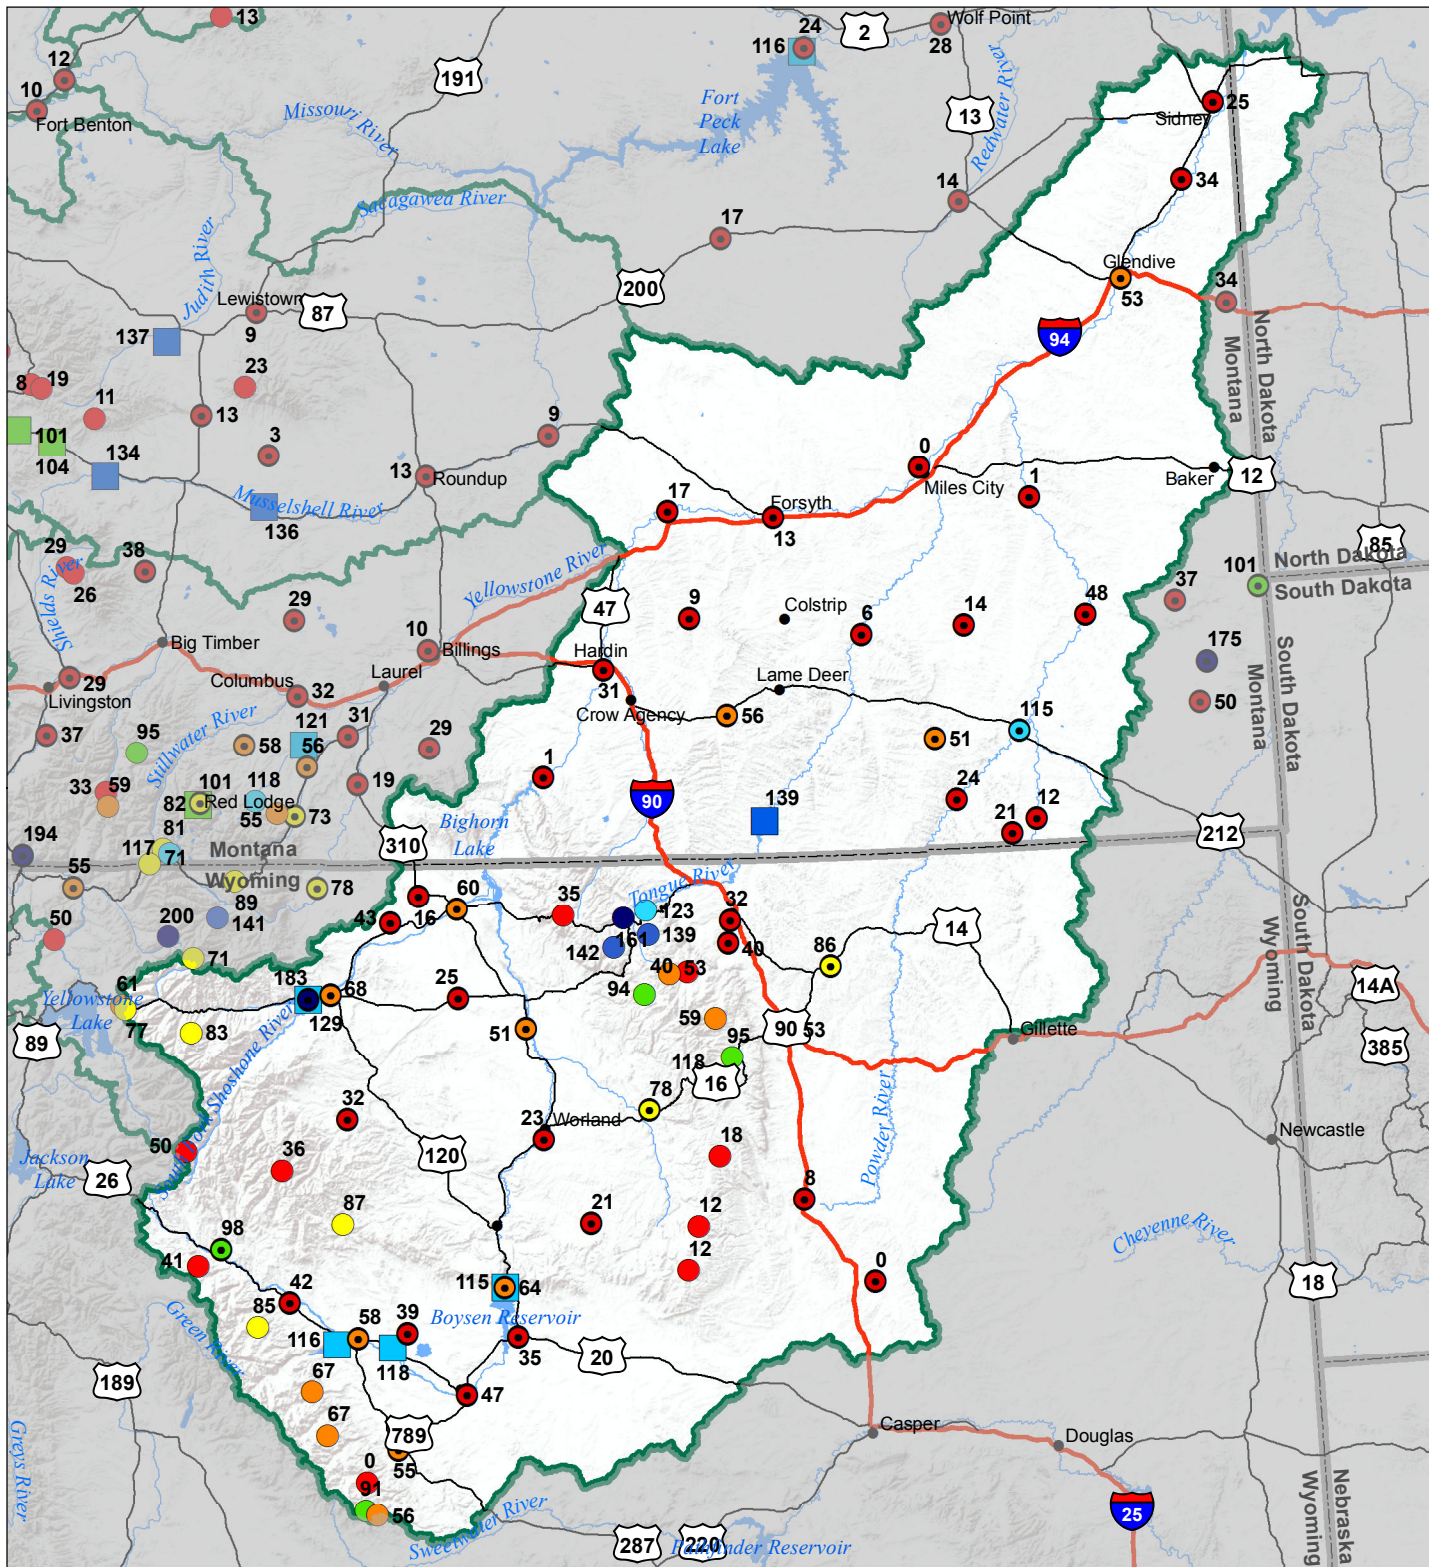 13
24
116
2
Wolf Point
28
12
10
Fort Benton
191
Missouri River
Fort
Peck
Lake
13
Redwater River
25
Sidney
34
14
Sacagawea River
17
Judith River
Lewistown
87
9
200
Glendive
53
34
94
North Dakota
Montana
137
8
19
23
11
13
3
9
101
104
134
13
Roundup
Musselshell River
136
0
Miles City
1
Baker
12
17
Forsyth
13
85
North Dakota
South Dakota
101
29
26
38
Shields River
Yellowstone River
47
9
Colstrip
6
14
48
37
175
50
South Dakota
Montana
29
10
Billings
Big Timber
Hardin
31
Lame Deer
Crow Agency
56
115
51
29
Livingston
Columbus
32
Laurel
37
95
Stillwater River
58
121
56
31
29
33
59
82
101
Red Lodge
118
55
73
19
1
90
139
24
21
12
212
Bighorn
Lake
310
194
81
117
71
Montana
Wyoming
55
78
89
141
200
50
71
43
16
60
35
Tongue River
123
161
139
142
32
40
86
14
South Dakota
Wyoming
61
77
Yellowstone
Lake
183
129
68
25
51
40
53
94
59
95
118
90
53
16
Gillette
14A
385
89
83
South Fork Shoshone River
32
23
Worland
78
Powder River
Newcastle
50
36
120
18
8
Jackson
Lake
26
87
21
12
12
0
Cheyenne River
98
41
42
115
64
18
Green River
85
58
39
Boysen Reservoir
116
118
35
20
189
67
47
67
789
55
Casper
Douglas
Greys River
0
91
56
Sweetwater River
287
220
Pathfinder Reservoir
25
Nebraska
Wyoming